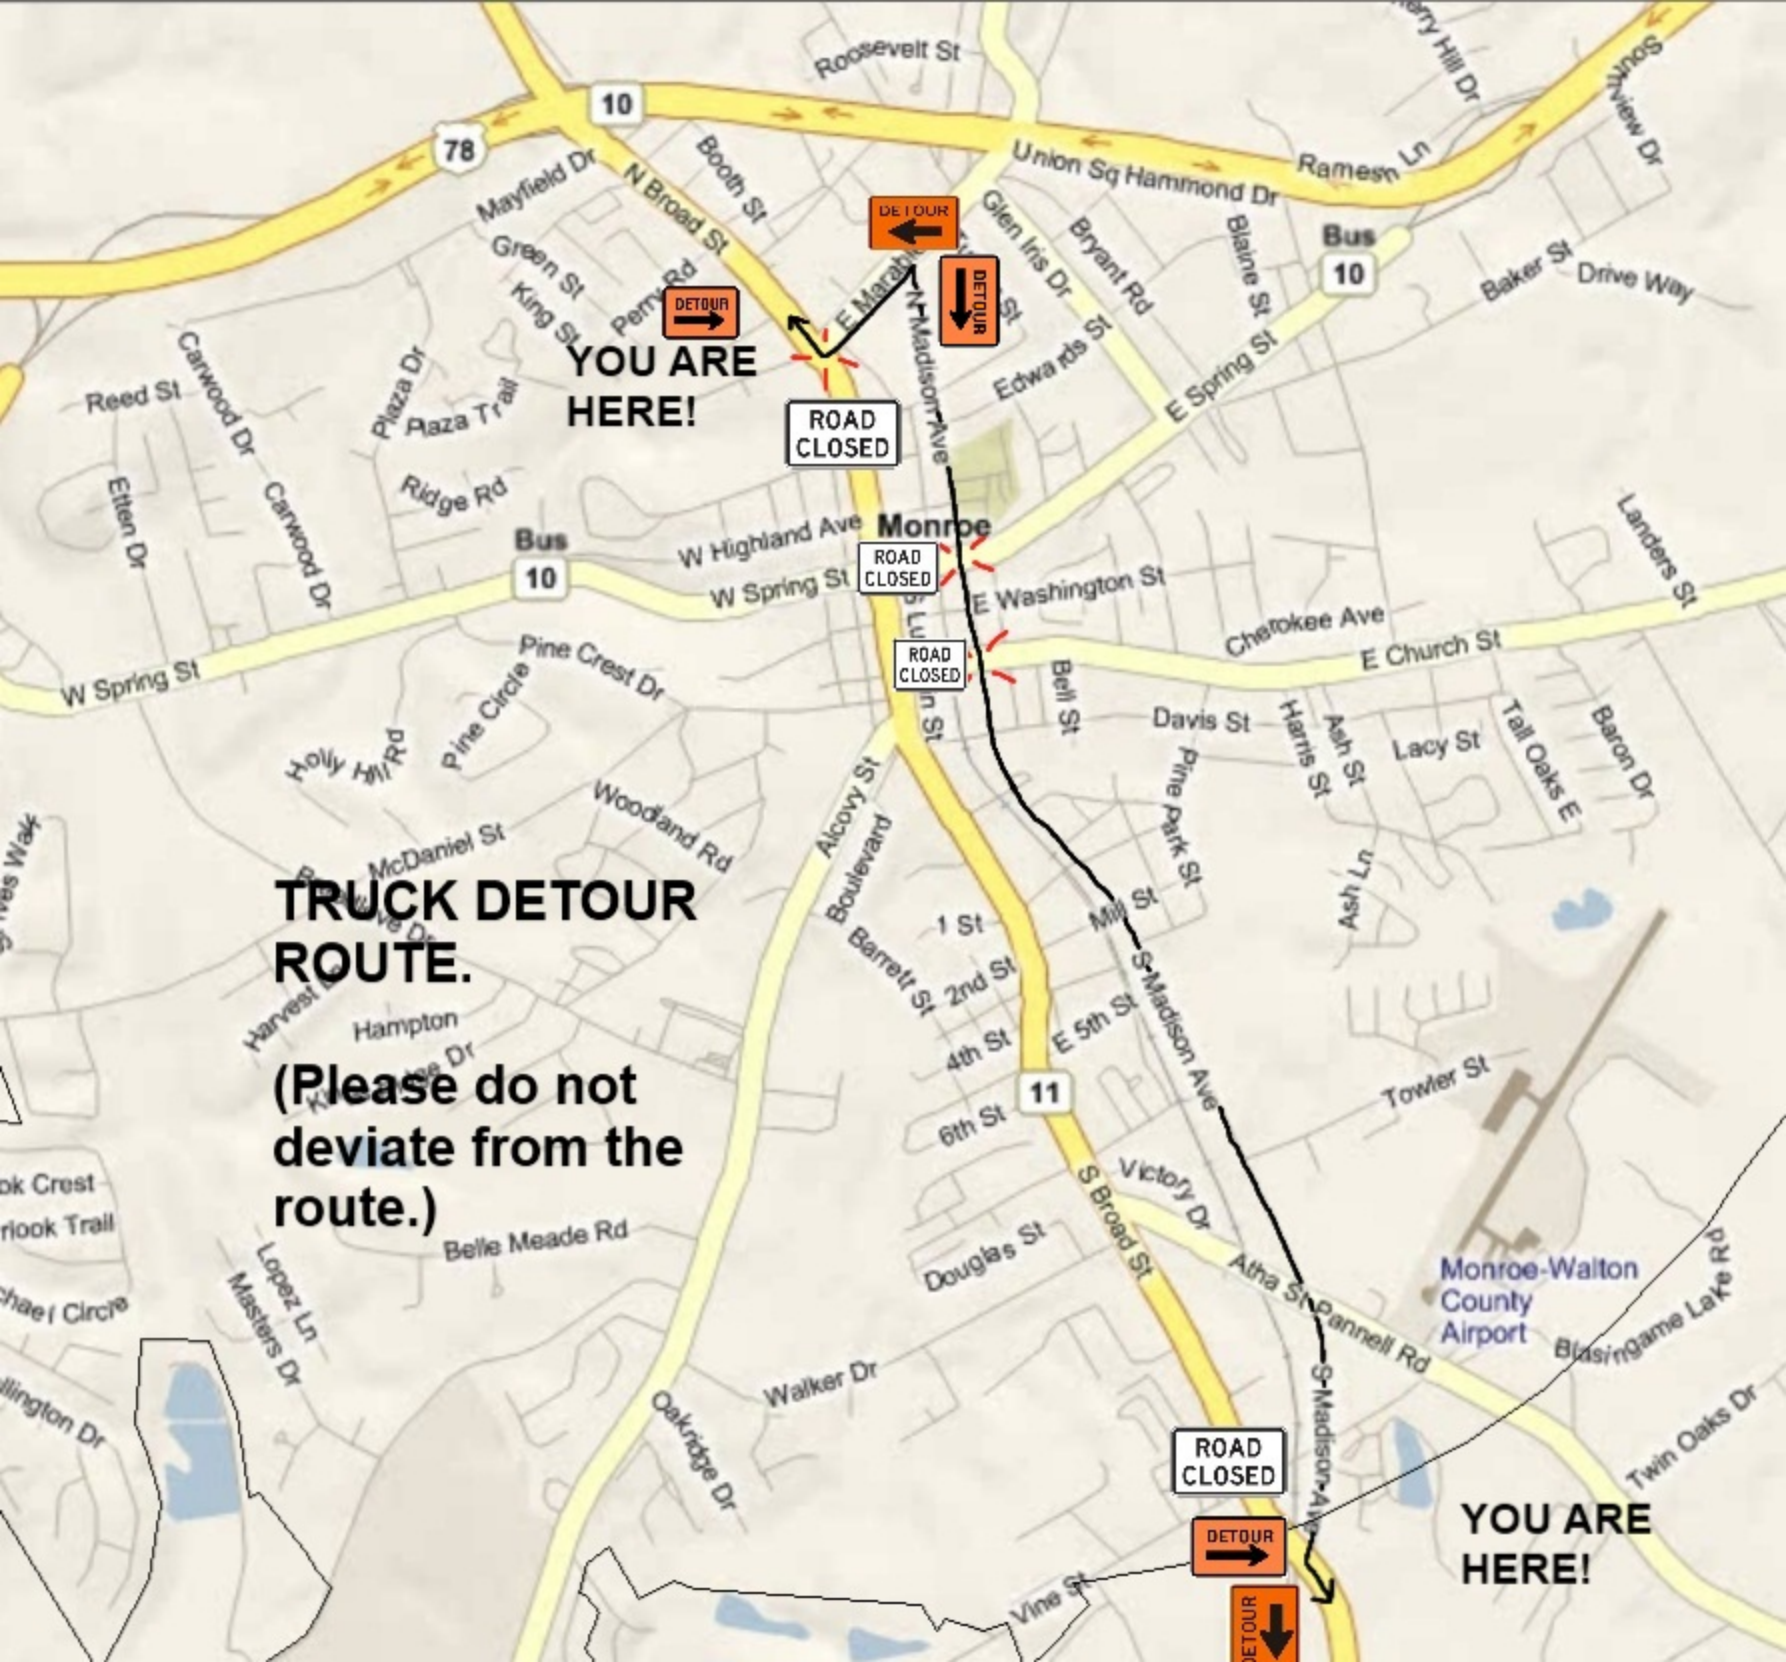 Roosevelt St
10
78
Union Sq Hammond Dr
Booth St
Mayfield Dr
N Broad St
DETOUR
Glen Iris Dr
Bryant Rd
Blaine St
Bus
10
Baker St
Drive Way
Green St
King St
Perry Rd
DETOUR
YOU ARE
HERE!
DETOUR
N Madison Ave
Edwards St
E Spring St
Reed St
Carwood Dr
Plaza Dr
Plaza Trail
ROAD
CLOSED
Ridge Rd
Etten Dr
Carwood Dr
Bus
10
W Highland Ave
Monroe
W Spring St
ROAD
CLOSED
E Washington St
Landers St
Cherokee Ave
E Church St
ROAD
CLOSED
W Spring St
Pine Crest Dr
Pine Circle
Holly Hill Rd
Bell St
Davis St
Harris St
Ash St
Lacy St
Tall Oaks E
Baron Dr
Pine Park St
Alcovy St
Woodland Rd
Boulevard
McDaniel St
TRUCK DETOUR
ROUTE.
Barrett St
1 St
Mill St
Ash Ln
2nd St
S Madison Ave
Hampton
4th St
E 5th St
(Please do not
deviate from the
route.)
11
6th St
Towler St
Victory Dr
S Broad St
Belle Meade Rd
Douglas St
Lopez Ln
Masters Dr
Atha St
Pannell Rd
Monroe-Walton
County
Airport
Blasingame Lake Rd
Walker Dr
Oakridge Dr
S Madison Ave
Twin Oaks Dr
ROAD
CLOSED
DETOUR
YOU ARE
HERE!
Vine St
DETOUR